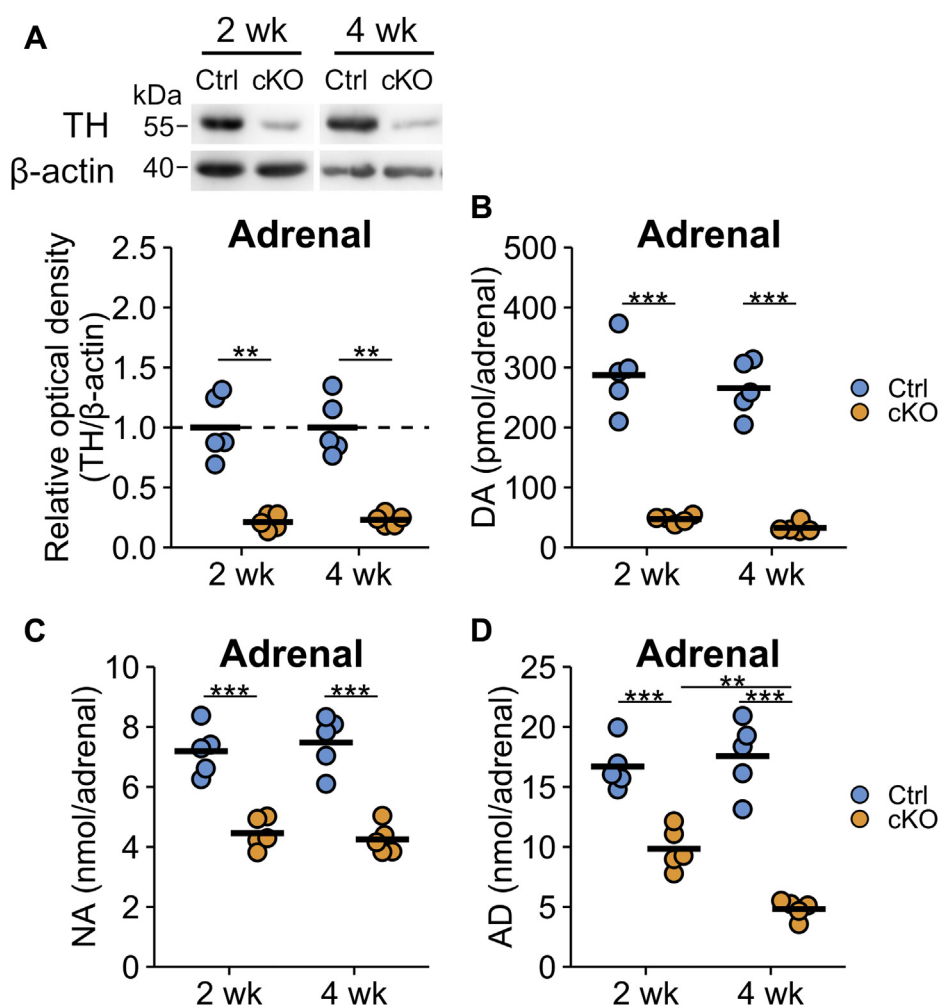 A
2 wk 4 wk
Ctrl cKO Ctrl cKO
kDa
TH 55
β-actin 40
Adrenal
Relative optical density
(TH/β-actin)
2.5
2.0
1.5
1.0
0.5
0.0
** **
2 wk 4 wk
B
Adrenal
DA (pmol/adrenal)
500
400
300
200
100
0
*** ***
2 wk 4 wk
Ctrl
cKO
C
Adrenal
NA (nmol/adrenal)
10
8
6
4
2
0
*** ***
2 wk 4 wk
D
Adrenal
AD (nmol/adrenal)
25
20
15
10
5
0
**
*** ***
2 wk 4 wk
Ctrl
cKO